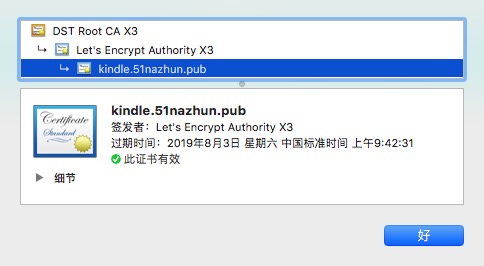 DST Root CA X3
Let's Encrypt Authority X3
kindle.51nazhun.pub
Certificate
Standard
kindle.51nazhun.pub
签发者：Let's Encrypt Authority X3
过期时间：2019年8月3日 星期六 中国标准时间 上午9:42:31
此证书有效
细节
好